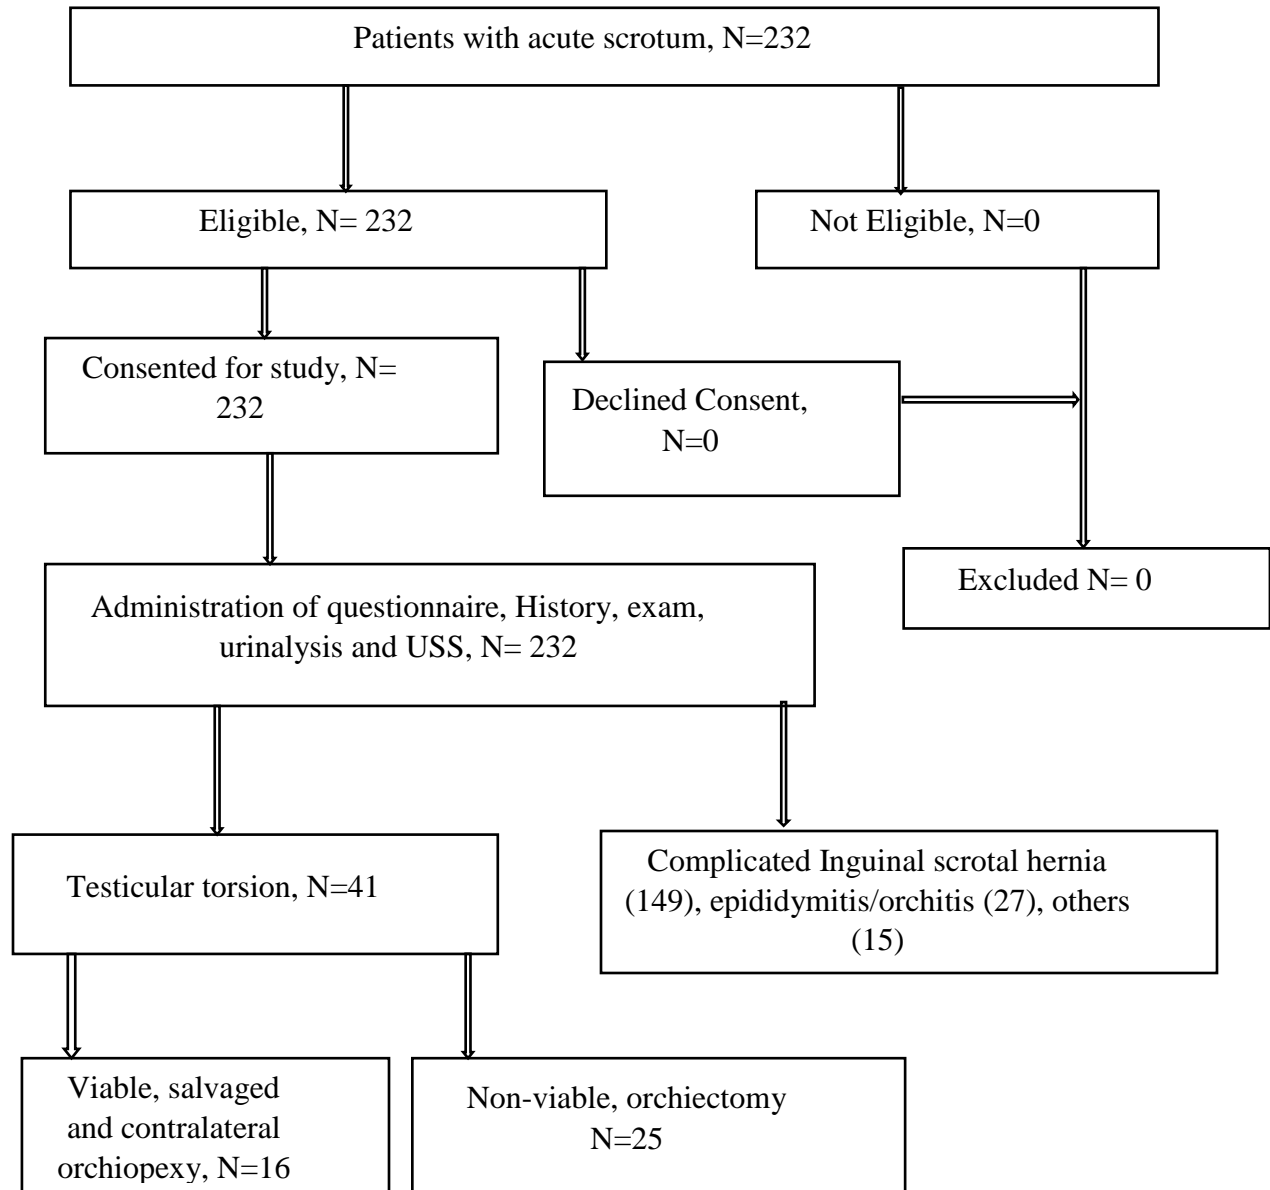 Patients with acute scrotum, N=232
Eligible, N= 232
Not Eligible, N=0
Consented for study, N=
232
Declined Consent,
N=0
Excluded N= 0
Administration of questionnaire, History, exam,
urinalysis and USS, N= 232
Testicular torsion, N=41
Complicated Inguinal scrotal hernia
(149), epididymitis/orchitis (27), others
(15)
Viable, salvaged
and contralateral
orchiopexy, N=16
Non-viable, orchiectomy
N=25